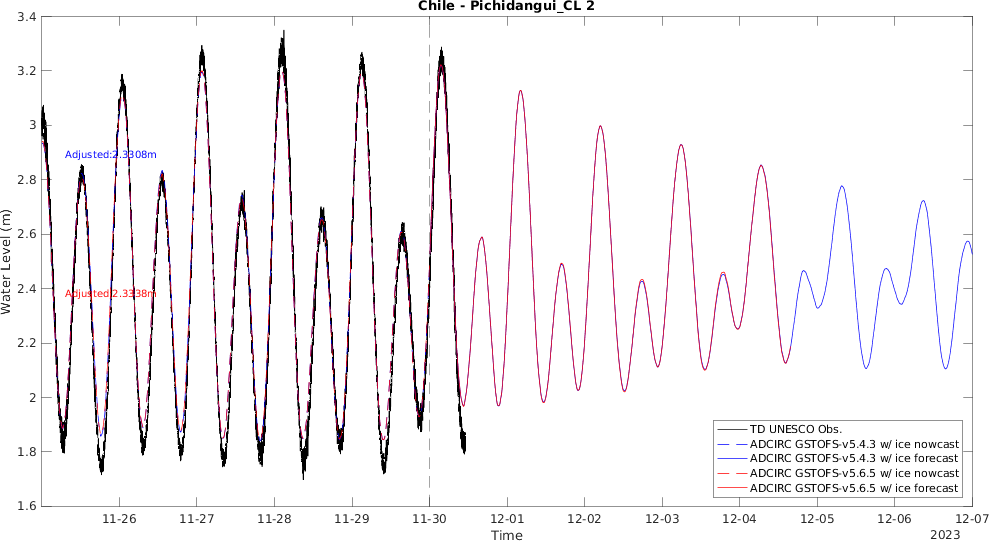 Chile - Pichidangui_CL 2
3.4
3.2
3
2.8
2.6
2.4
2.2
2
1.8
1.6
Water Level (m)
Adjusted:2.3308m
Adjusted:2.3338m
TD UNESCO Obs.
ADCIRC GSTOFS-v5.4.3 w/ ice nowcast
ADCIRC GSTOFS-v5.4.3 w/ ice forecast
ADCIRC GSTOFS-v5.6.5 w/ ice nowcast
ADCIRC GSTOFS-v5.6.5 w/ ice forecast
11-26 11-27 11-28 11-29 11-30 12-01 12-02 12-03 12-04 12-05 12-06 12-07
Time
2023